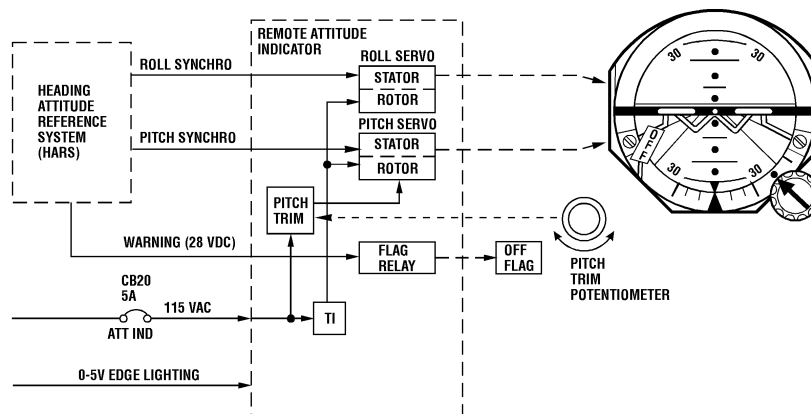 REMOTE ATTITUDE
INDICATOR
ROLL SYNCHRO
ROLL SERVO
STATOR
ROTOR
HEADING
ATTITUDE
REFERENCE
SYSTEM
(HARS)
PITCH SYNCHRO
PITCH SERVO
STATOR
ROTOR
PITCH
TRIM
WARNING (28 VDC)
FLAG
RELAY
OFF
FLAG
PITCH
TRIM
POTENTIOMETER
CB20
5A
115 VAC
ATT IND
TI
0-5V EDGE LIGHTING
30
30
OFF
30
30